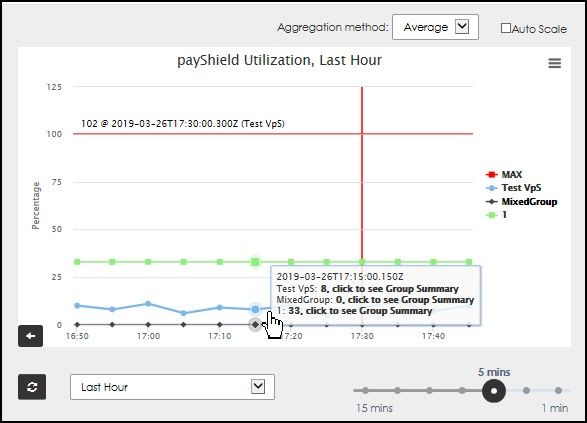 Aggregation method: Average Auto Scale
payShield Utilization, Last Hour
125
102 @ 2019-03-26T17:30:00.300Z (Test VpS)
100
75
50
25
0
Percentage
MAX
Test VpS
MixedGroup
1
2019-03-26T17:15:00.150Z
Test VpS: 8, click to see Group Summary
MixedGroup: 0, click to see Group Summary
1: 33, click to see Group Summary
16:50 17:00 17:10 17:20 17:30 17:40
Last Hour
5 mins
15 mins 1 min